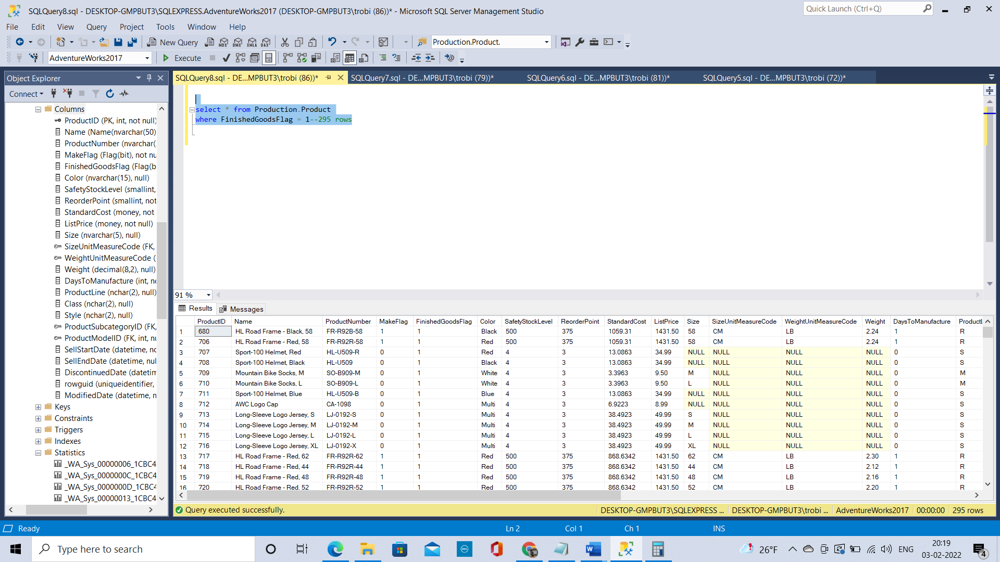 SQLQuery8.sql - DESKTOP-GMPBUT3\SQLEXPRESS.AdventureWorks2017 (DESKTOP-GMPBUT3\trobi (86))* - Microsoft SQL Server Management Studio
Quick Launch (Ctrl+Q)
File Edit View Query Project Tools Window Help
New Query MDX DMX XMLA DAX Production.Product.
AdventureWorks2017 Execute
Object Explorer
Connect
Columns
ProductID (PK, int, not null)
Name (Name(nvarchar(50)
ProductNumber (nvarchar(
MakeFlag (Flag(bit), not nu
FinishedGoodsFlag (Flag(b
Color (nvarchar(15), null)
SafetyStockLevel (smallint,
ReorderPoint (smallint, not
StandardCost (money, not
ListPrice (money, not null)
Size (nvarchar(5), null)
SizeUnitMeasureCode (FK,
WeightUnitMeasureCode (
Weight (decimal(8,2), null)
DaysToManufacture (int, no
ProductLine (nchar(2), null)
Class (nchar(2), null)
Style (nchar(2), null)
ProductSubcategoryID (FK,
ProductModelID (FK, int, nu
SellStartDate (datetime, nc
SellEndDate (datetime, nul
DiscontinuedDate (datetim
rowguid (uniqueidentifier,
ModifiedDate (datetime, n
Keys
Constraints
Triggers
Indexes
Statistics
_WA_Sys_00000006_1CBC4
_WA_Sys_0000000C_1CBC4
_WA_Sys_0000000D_1CBC4
_WA_Sys_00000013_1CBC4
SQLQuery8.sql - DE...MPBUT3\trobi (86))* SQLQuery7.sql - DE...MPBUT3\trobi (79))* SQLQuery6.sql - DE...MPBUT3\trobi (81))* SQLQuery5.sql - DE...MPBUT3\trobi (72))*
select * from Production.Product
where FinishedGoodsFlag = 1--295 rows
91 %
Results Messages
ProductID Name ProductNumber MakeFlag FinishedGoodsFlag Color SafetyStockLevel ReorderPoint StandardCost ListPrice Size SizeUnitMeasureCode WeightUnitMeasureCode Weight DaysToManufacture ProductL
1 680 HL Road Frame - Black, 58 FR-R92B-58 1 1 Black 500 375 1059.31 1431.50 58 CM LB 2.24 1 R
2 706 HL Road Frame - Red, 58 FR-R92R-58 1 1 Red 500 375 1059.31 1431.50 58 CM LB 2.24 1 R
3 707 Sport-100 Helmet, Red HL-U509-R 0 1 Red 4 3 13.0863 34.99 NULL NULL NULL NULL 0 S
4 708 Sport-100 Helmet, Black HL-U509 0 1 Black 4 3 13.0863 34.99 NULL NULL NULL NULL 0 S
5 709 Mountain Bike Socks, M SO-B909-M 0 1 White 4 3 3.3963 9.50 M NULL NULL NULL 0 M
6 710 Mountain Bike Socks, L SO-B909-L 0 1 White 4 3 3.3963 9.50 L NULL NULL NULL 0 M
7 711 Sport-100 Helmet, Blue HL-U509-B 0 1 Blue 4 3 13.0863 34.99 NULL NULL NULL NULL 0 S
8 712 AWC Logo Cap CA-1098 0 1 Multi 4 3 6.9223 8.99 NULL NULL NULL NULL 0 S
9 713 Long-Sleeve Logo Jersey, S LJ-0192-S 0 1 Multi 4 3 38.4923 49.99 S NULL NULL NULL 0 S
10 714 Long-Sleeve Logo Jersey, M LJ-0192-M 0 1 Multi 4 3 38.4923 49.99 M NULL NULL NULL 0 S
11 715 Long-Sleeve Logo Jersey, L LJ-0192-L 0 1 Multi 4 3 38.4923 49.99 L NULL NULL NULL 0 S
12 716 Long-Sleeve Logo Jersey, XL LJ-0192-X 0 1 Multi 4 3 38.4923 49.99 XL NULL NULL NULL 0 S
13 717 HL Road Frame - Red, 62 FR-R92R-62 1 1 Red 500 375 868.6342 1431.50 62 CM LB 2.30 1 R
14 718 HL Road Frame - Red, 44 FR-R92R-44 1 1 Red 500 375 868.6342 1431.50 44 CM LB 2.12 1 R
15 719 HL Road Frame - Red, 48 FR-R92R-48 1 1 Red 500 375 868.6342 1431.50 48 CM LB 2.16 1 R
16 720 HL Road Frame - Red, 52 FR-R92R-52 1 1 Red 500 375 868.6342 1431.50 52 CM LB 2.20 1 R
Query executed successfully. DESKTOP-GMPBUT3\SQLEXPRESS ... DESKTOP-GMPBUT3\trobi ... AdventureWorks2017 00:00:00 295 rows
Ready Ln 2 Col 1 Ch 1 INS
Type here to search 26°F ENG 20:19
03-02-2022 4